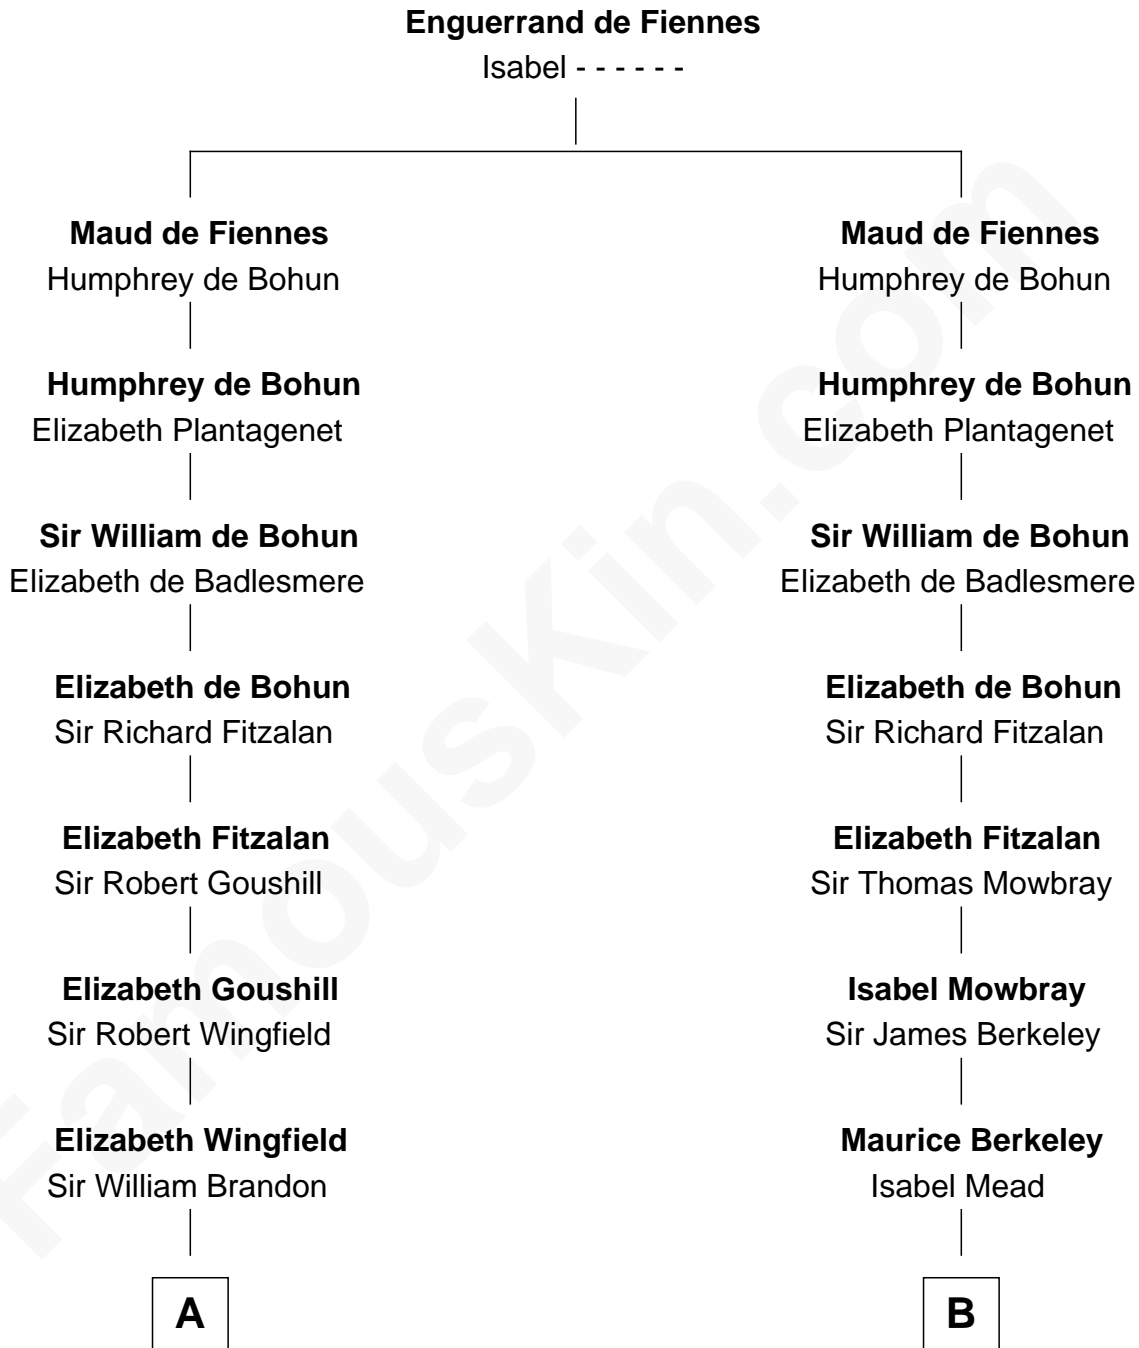 Enguerrand de Fiennes
Isabel - - - - - -
Maud de Fiennes
Humphrey de Bohun
Humphrey de Bohun
Elizabeth Plantagenet
Sir William de Bohun
Elizabeth de Badlesmere
Elizabeth de Bohun
Sir Richard Fitzalan
Elizabeth Fitzalan
Sir Robert Goushill
Elizabeth Goushill
Sir Robert Wingfield
Elizabeth Wingfield
Sir William Brandon
A
Maud de Fiennes
Humphrey de Bohun
Humphrey de Bohun
Elizabeth Plantagenet
Sir William de Bohun
Elizabeth de Badlesmere
Elizabeth de Bohun
Sir Richard Fitzalan
Elizabeth Fitzalan
Sir Thomas Mowbray
Isabel Mowbray
Sir James Berkeley
Maurice Berkeley
Isabel Mead
B
FamousKin.com